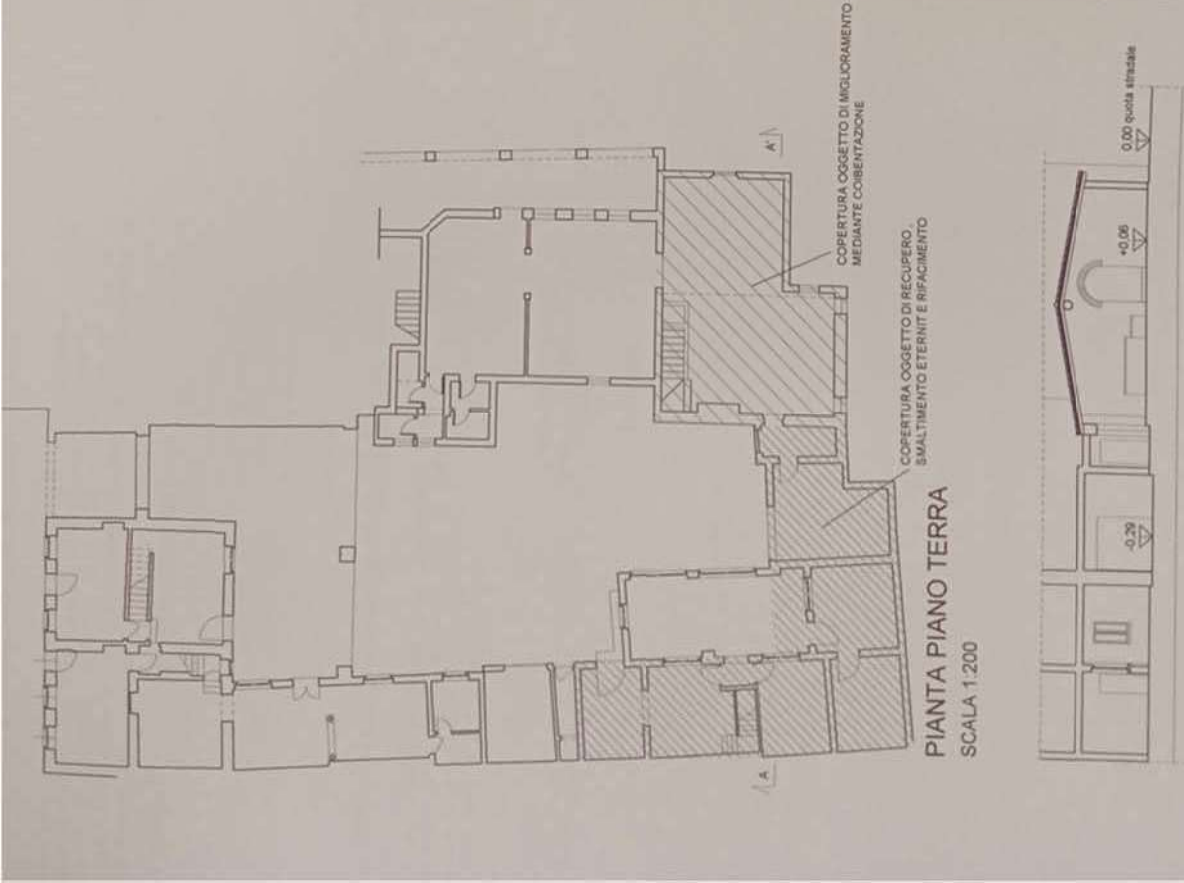 COPERTURA OGGETTO DI MIGLIORAMENTO
MEDIANTE COIBENTAZIONE
COPERTURA OGGETTO DI RECUPERO,
SMALTIMENTO ETERNIT E RIFACIMENTO
A
A'
PIANTA PIANO TERRA
SCALA 1:200
-0.29
+0,06
0.00 quota stradale